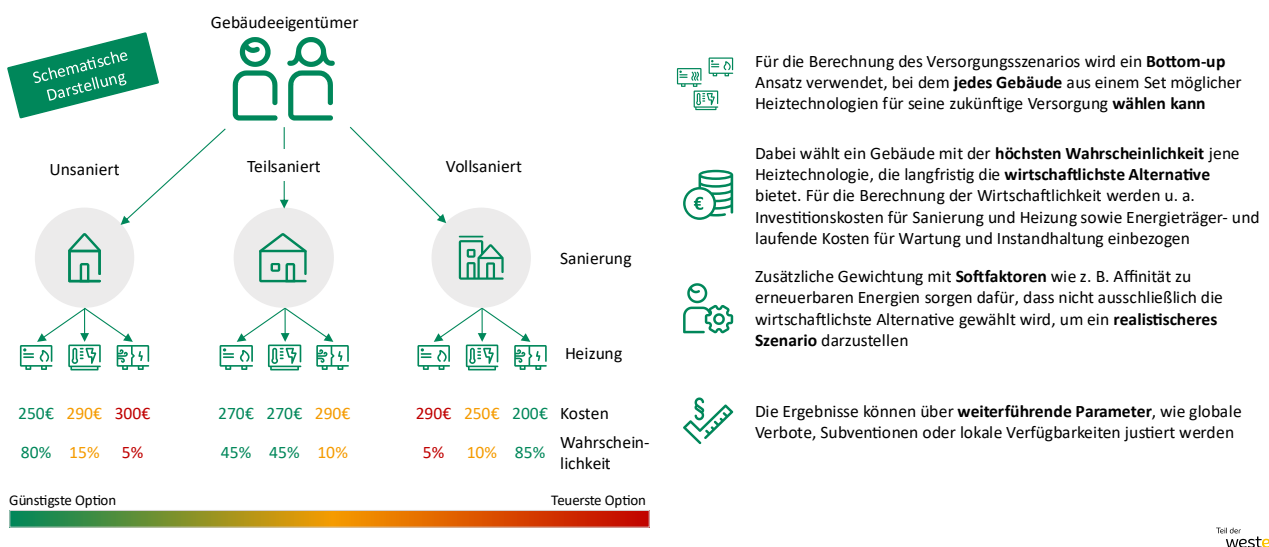 Gebäudeeigentümer
Schematische
Darstellung
Unsaniert
Teilsaniert
Vollsaniert
Sanierung
Heizung
250€ 290€ 300€ 270€ 270€ 290€ 290€ 250€ 200€ Kosten
80% 15% 5% 45% 45% 10% 5% 10% 85% Wahrschein-
lichkeit
Günstigste Option
Teuerste Option
Für die Berechnung des Versorgungsszenarios wird ein Bottom-up
Ansatz verwendet, bei dem jedes Gebäude aus einem Set möglicher
Heiztechnologien für seine zukünftige Versorgung wählen kann
€
Dabei wählt ein Gebäude mit der höchsten Wahrscheinlichkeit jene
Heiztechnologie, die langfristig die wirtschaftlichste Alternative
bietet. Für die Berechnung der Wirtschaftlichkeit werden u. a.
Investitionskosten für Sanierung und Heizung sowie Energieträger- und
laufende Kosten für Wartung und Instandhaltung einbezogen
Zusätzliche Gewichtung mit Softfaktoren wie z. B. Affinität zu
erneuerbaren Energien sorgen dafür, dass nicht ausschließlich die
wirtschaftlichste Alternative gewählt wird, um ein realistischeres
Szenario darzustellen
§
Die Ergebnisse können über weiterführende Parameter, wie globale
Verbote, Subventionen oder lokale Verfügbarkeiten justiert werden
Teil der
weste